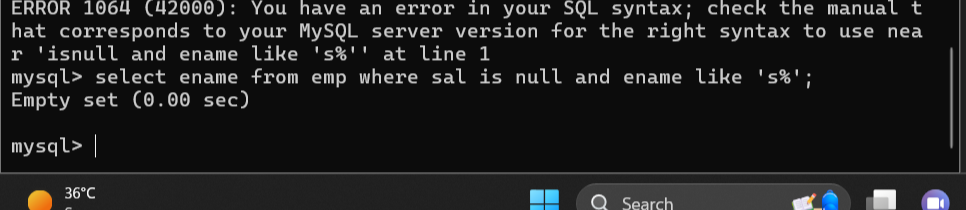 ERROR 1064 (42000): You have an error in your SQL syntax; check the manual t
hat corresponds to your MySQL server version for the right syntax to use nea
r 'isnull and ename like 's%'' at line 1
mysql> select ename from emp where sal is null and ename like 's%';
Empty set (0.00 sec)
mysql>
36°C
Search